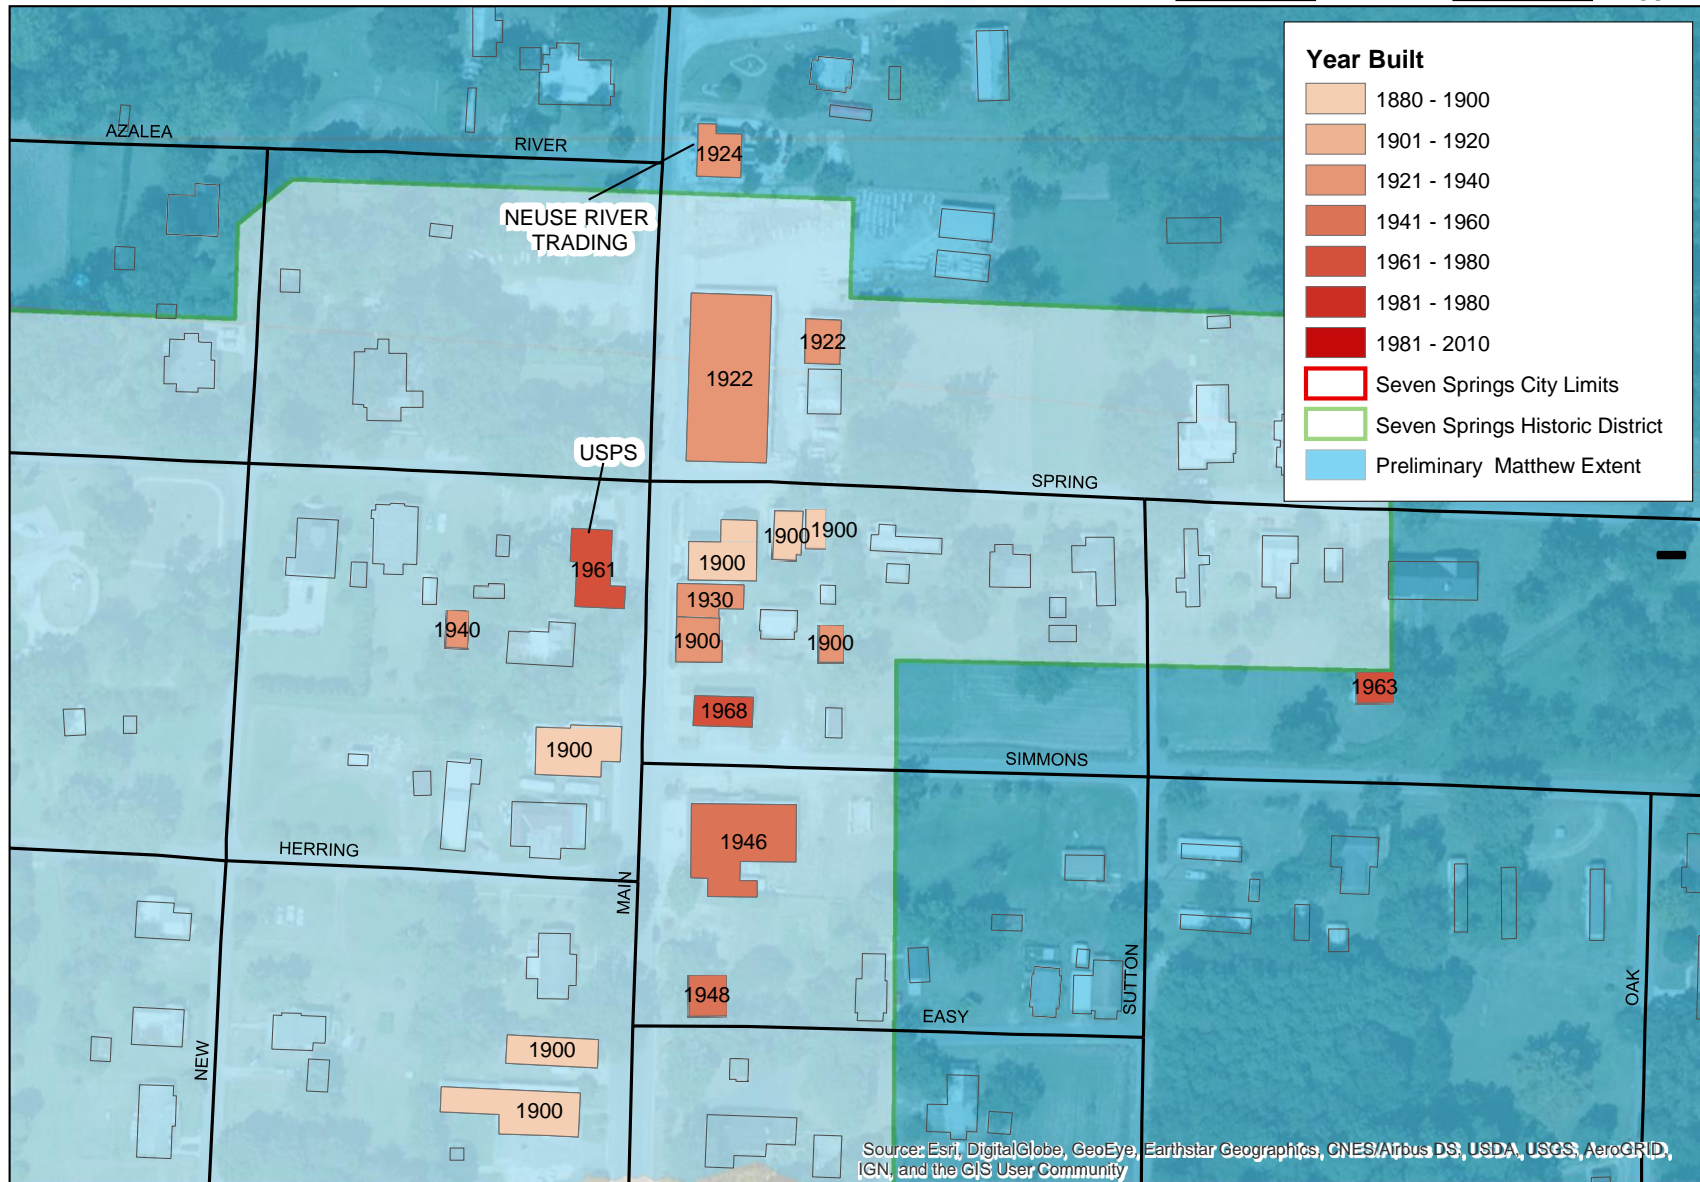 Year Built
1880 - 1900
1901 - 1920
1921 - 1940
1941 - 1960
1961 - 1980
1981 - 1980
1981 - 2010
Seven Springs City Limits
Seven Springs Historic District
Preliminary  Matthew Extent
AZALEA
RIVER
1924
NEUSE RIVER
TRADING
1922
1922
USPS
SPRING
1900
1900
1900
1961
1930
1940
1900
1900
1963
1968
1900
SIMMONS
1946
HERRING
MAIN
SUTTON
OAK
1948
EASY
NEW
1900
1900
Source: Esri, DigitalGlobe, GeoEye, Earthstar Geographics, CNES/Airbus DS, USDA, USGS, AeroGRID,
IGN, and the GIS User Community